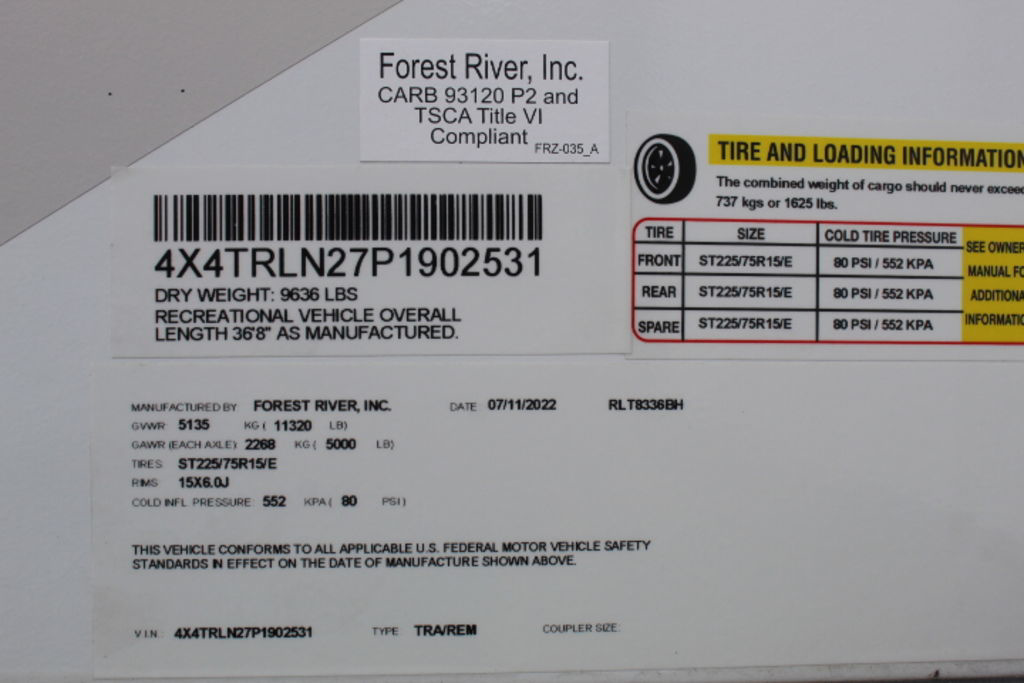 Forest River, Inc.
CARB 93120 P2 and
TSCA Title VI
Compliant
FRZ-035_A
4X4TRLN27P1902531
DRY WEIGHT: 9636 LBS
RECREATIONAL VEHICLE OVERALL
LENGTH 36'8" AS MANUFACTURED.
TIRE AND LOADING INFORMATION
The combined weight of cargo should never exceed
737 kgs or 1625 lbs.
TIRE SIZE COLD TIRE PRESSURE
FRONT ST225/75R15/E 80 PSI / 552 KPA
REAR ST225/75R15/E 80 PSI / 552 KPA
SPARE ST225/75R15/E 80 PSI / 552 KPA
SEE OWNER
MANUAL FO
ADDITIONA
INFORMATIO
MANUFACTURED BY FOREST RIVER, INC. DATE 07/11/2022 RLT8336BH
GVWR 5135 KG ( 11320 LB)
GAWR (EACH AXLE) 2268 KG ( 5000 LB)
TIRES ST225/75R15/E
RIMS 15X6.0J
COLD INFL PRESSURE: 552 KPA ( 80 PSI )
THIS VEHICLE CONFORMS TO ALL APPLICABLE U.S. FEDERAL MOTOR VEHICLE SAFETY
STANDARDS IN EFFECT ON THE DATE OF MANUFACTURE SHOWN ABOVE.
V.I.N.: 4X4TRLN27P1902531 TYPE: TRA/REM COUPLER SIZE: